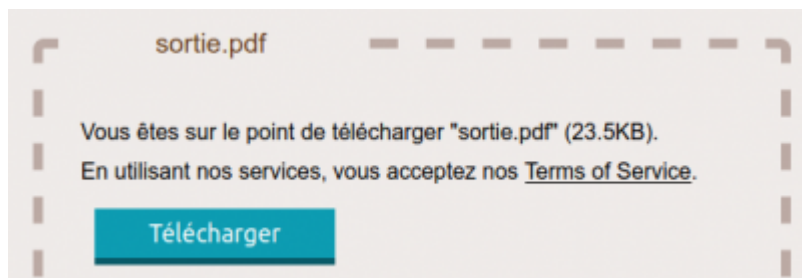 sortie.pdf
Vous êtes sur le point de télécharger "sortie.pdf" (23.5KB).
En utilisant nos services, vous acceptez nos Terms of Service.
Télécharger